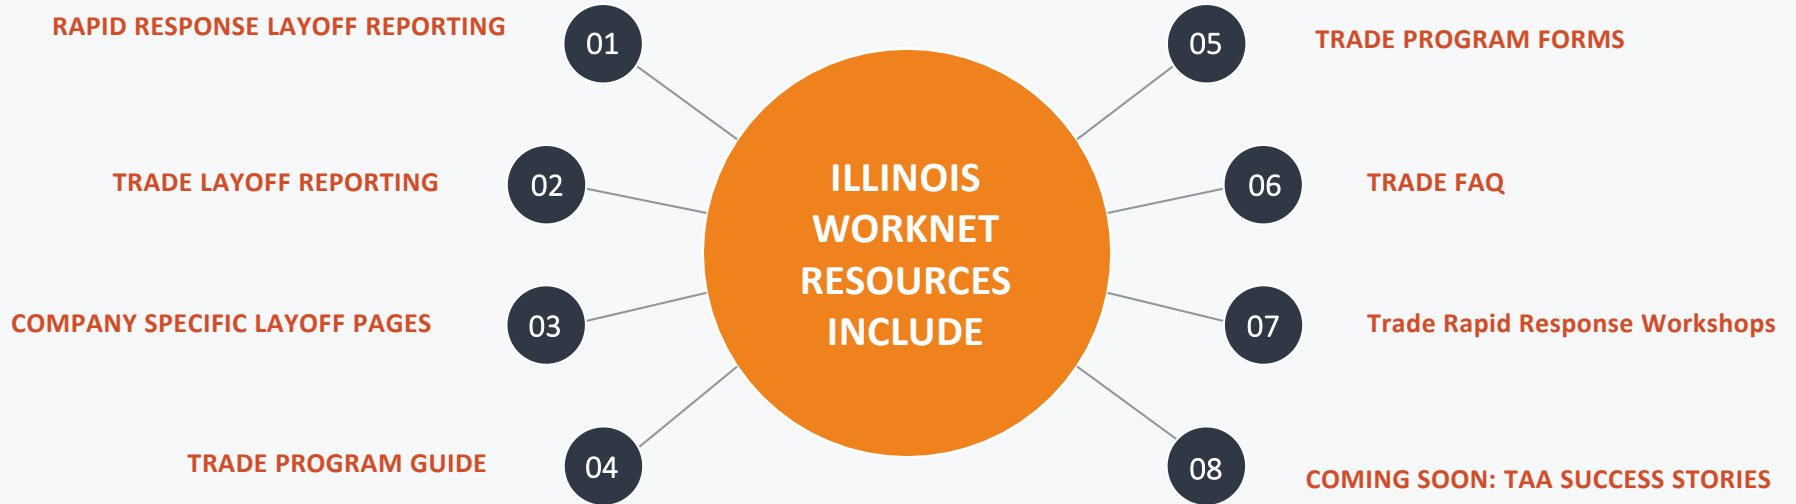 RAPID RESPONSE LAYOFF REPORTING
01
TRADE LAYOFF REPORTING
02
COMPANY SPECIFIC LAYOFF PAGES
03
TRADE PROGRAM GUIDE
04
ILLINOIS
WORKNET
RESOURCES
INCLUDE
05
TRADE PROGRAM FORMS
06
TRADE FAQ
07
Trade Rapid Response Workshops
08
COMING SOON: TAA SUCCESS STORIES